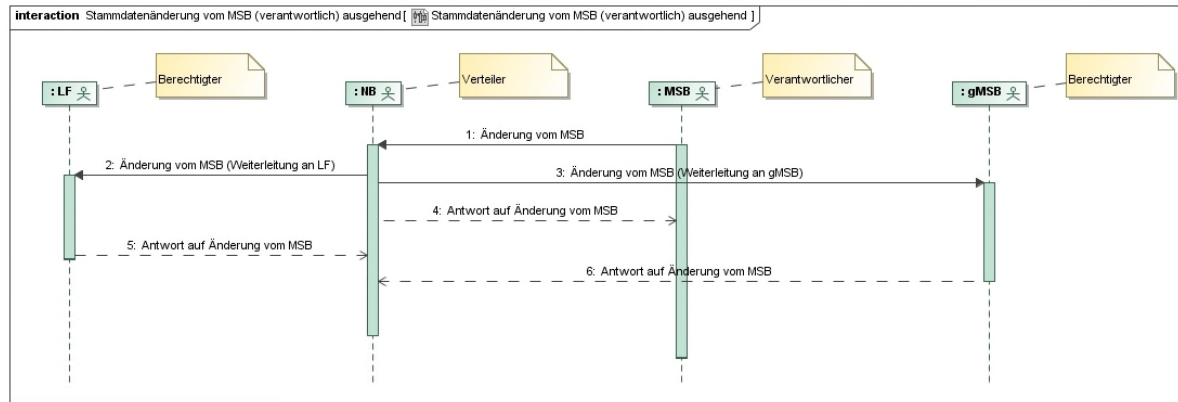 interaction Stammdatenänderung vom MSB (verantwortlich) ausgehend [ Stammdatenänderung vom MSB (verantwortlich) ausgehend ]
Berechtigter
Verteiler
Verantwortlicher
Berechtigter
: LF
: NB
: MSB
: gMSB
1: Änderung vom MSB
2: Änderung vom MSB (Weiterleitung an LF)
3: Änderung vom MSB (Weiterleitung an gMSB)
4: Antwort auf Änderung vom MSB
5: Antwort auf Änderung vom MSB
6: Antwort auf Änderung vom MSB